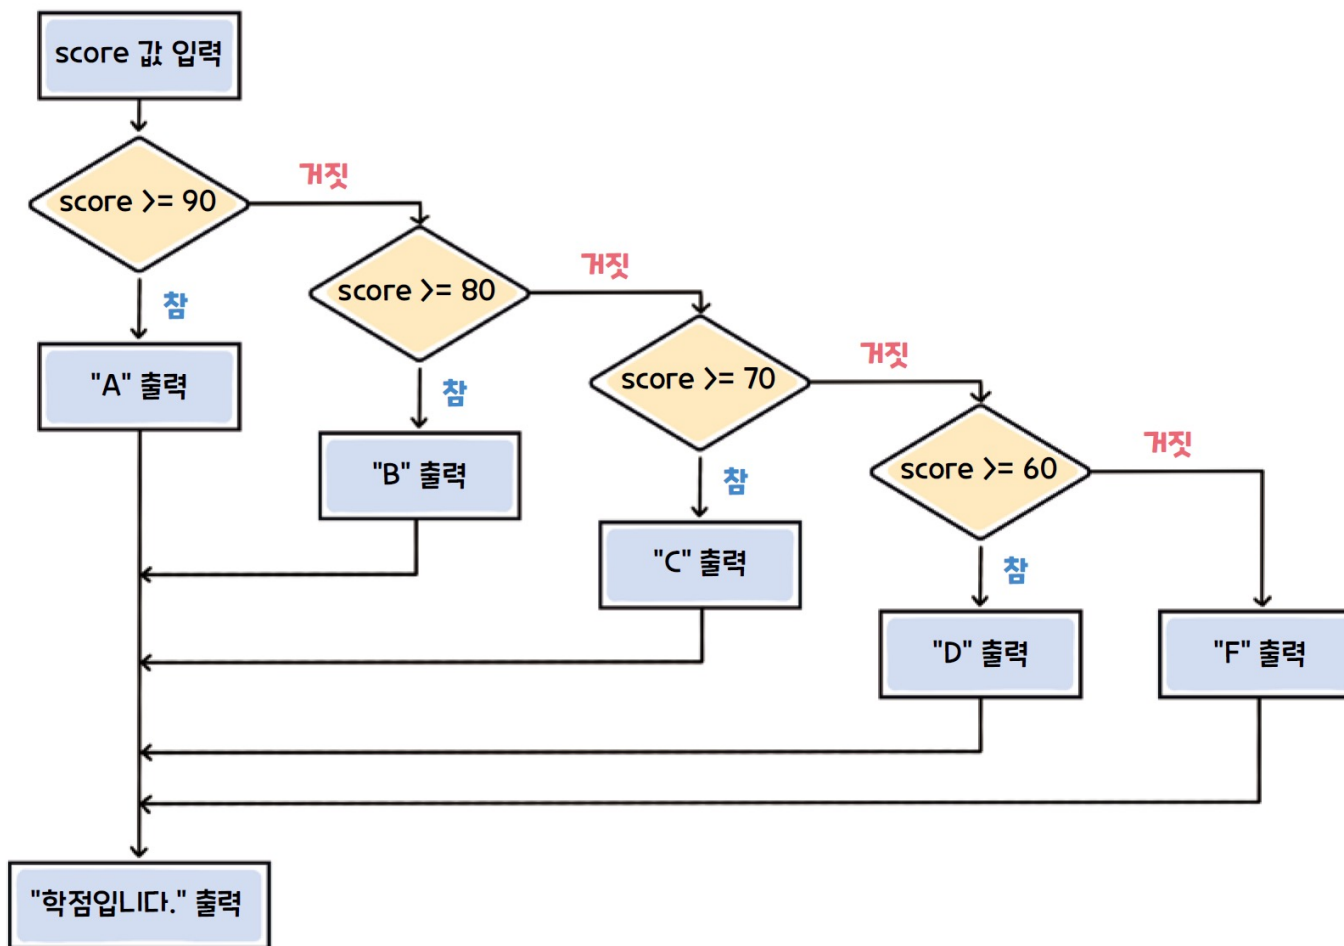 score 값 입력
score >= 90
거짓
참
"A" 출력
score >= 80
거짓
참
"B" 출력
score >= 70
거짓
참
"C" 출력
score >= 60
거짓
참
"D" 출력
"F" 출력
"학점입니다." 출력